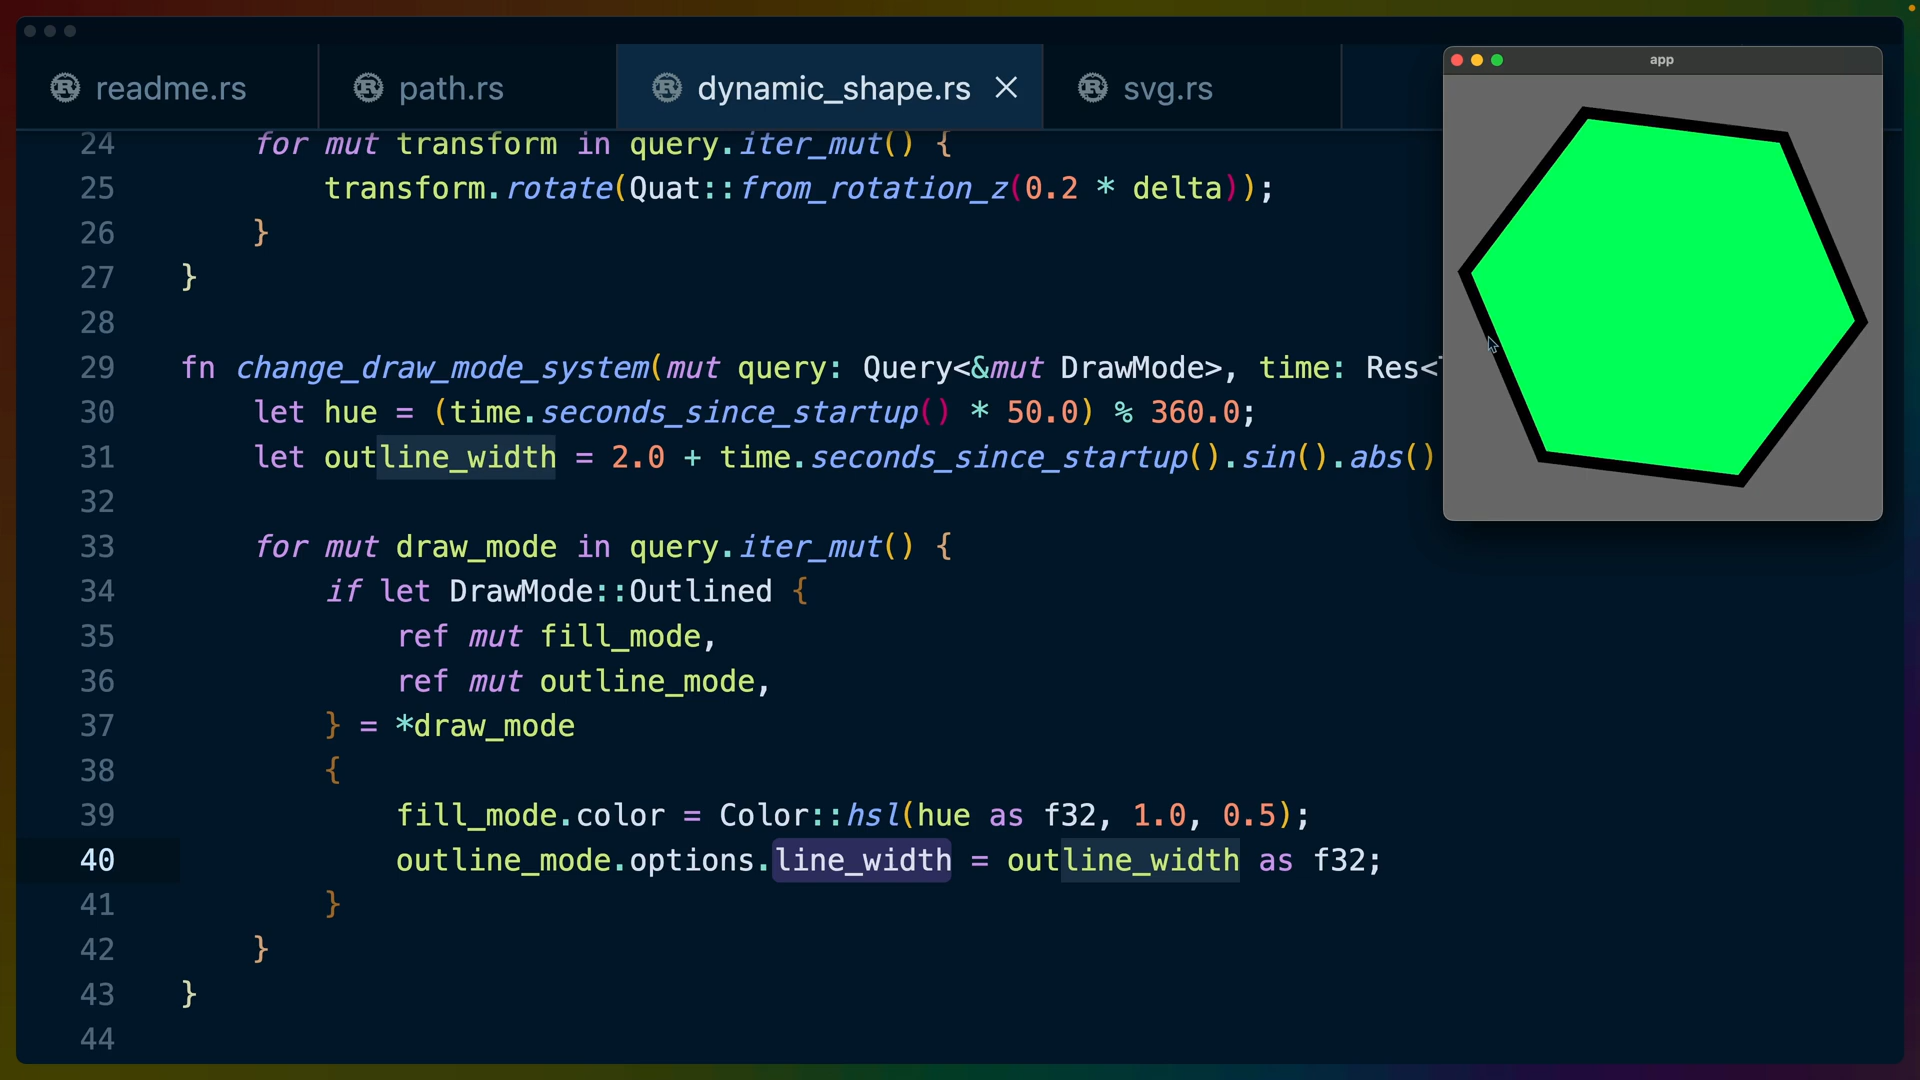 readme.rs
path.rs
dynamic_shape.rs
svg.rs
app
24 for mut transform in query.iter_mut() {
25 transform.rotate(Quat::from_rotation_z(0.2 * delta));
26 }
27 }
28
29 fn change_draw_mode_system(mut query: Query<&mut DrawMode>, time: Res<
30 let hue = (time.seconds_since_startup() * 50.0) % 360.0;
31 let outline_width = 2.0 + time.seconds_since_startup().sin().abs()
32
33 for mut draw_mode in query.iter_mut() {
34 if let DrawMode::Outlined {
35 ref mut fill_mode,
36 ref mut outline_mode,
37 } = *draw_mode
38 {
39 fill_mode.color = Color::hsl(hue as f32, 1.0, 0.5);
40 outline_mode.options.line_width = outline_width as f32;
41 }
42 }
43 }
44